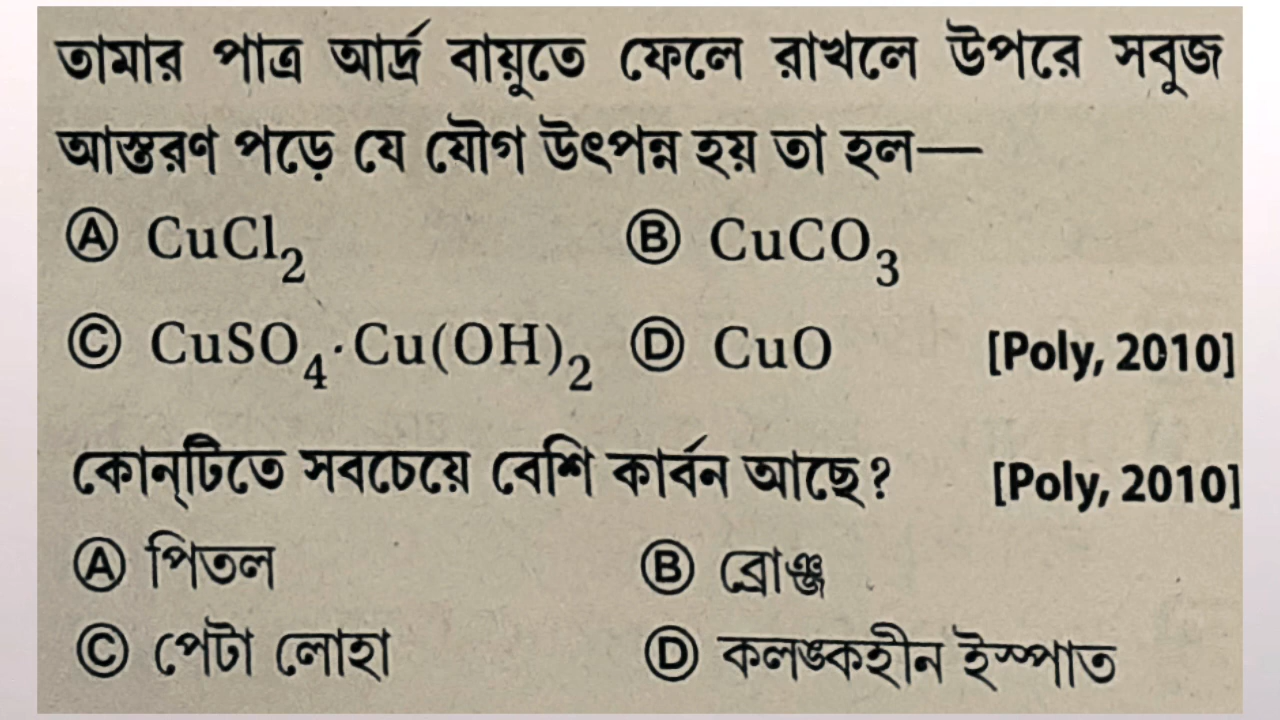 তামার পাত্র আর্দ্র বায়ুতে ফেলে রাখলে উপরে সবুজ
আস্তরণ পড়ে যে যৌগ উৎপন্ন হয় তা হল—
Ⓐ CuCl₂ Ⓑ CuCO₃
Ⓒ CuSO₄·Cu(OH)₂ Ⓓ CuO [Poly, 2010]
কোন্‌টিতে সবচেয়ে বেশি কার্বন আছে? [Poly, 2010]
Ⓐ পিতল Ⓑ ব্রোঞ্জ
Ⓒ পেটা লোহা Ⓓ কলঙ্কহীন ইস্পাত